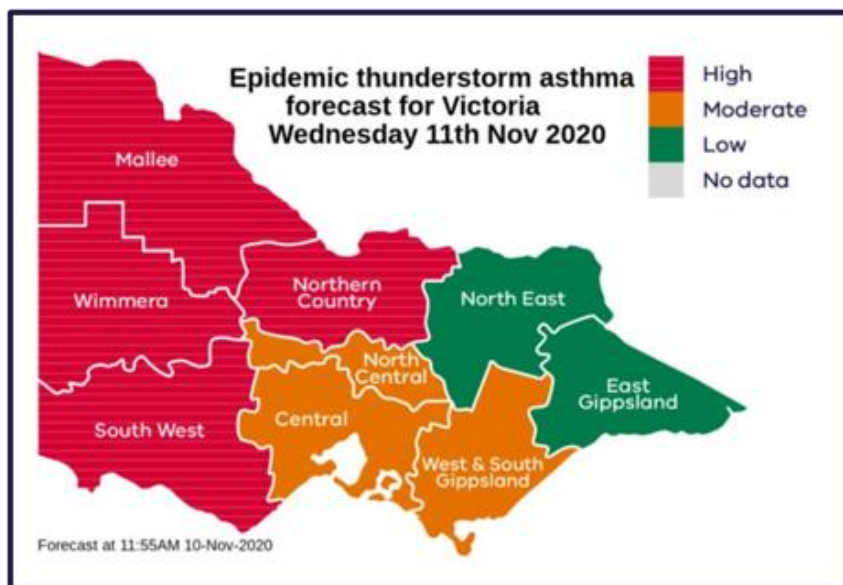 Epidemic thunderstorm asthma
forecast for Victoria
Wednesday 11th Nov 2020
High
Moderate
Low
No data
Mallee
Wimmera
Northern
Country
North East
North
Central
East
Gippsland
South West
Central
West & South
Gippsland
Forecast at 11:55AM 10-Nov-2020